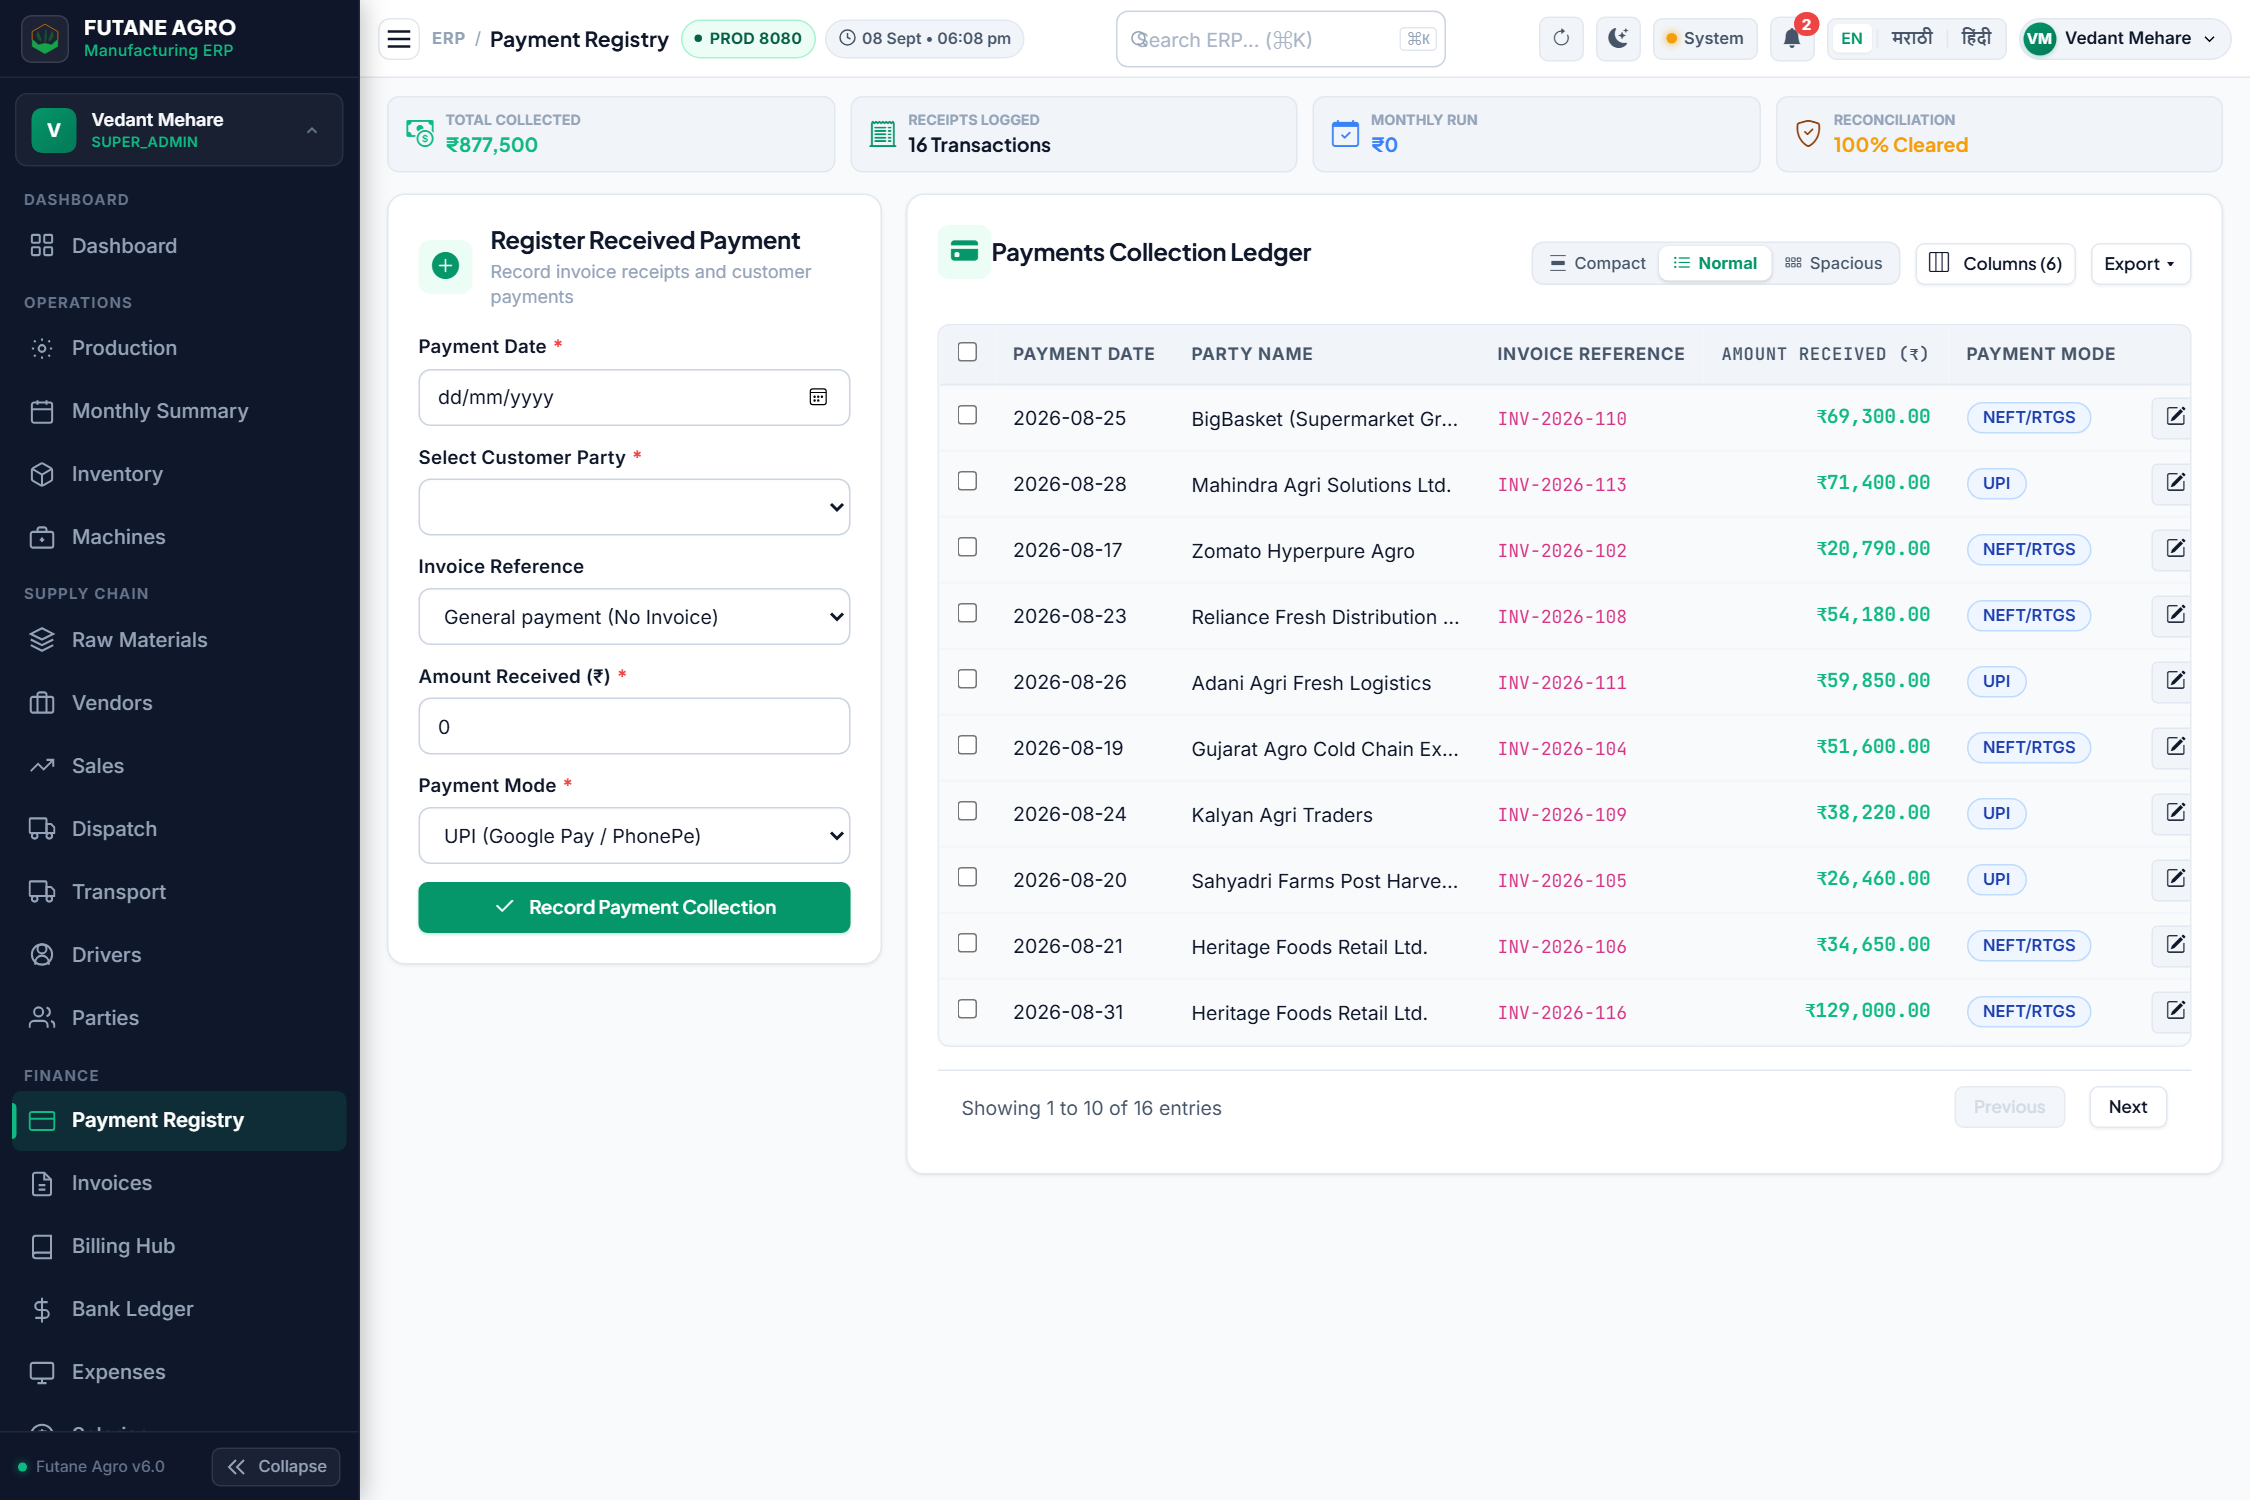 FUTANE AGRO
Manufacturing ERP
V
Vedant Mehare
SUPER_ADMIN
DASHBOARD
Dashboard
OPERATIONS
Production
Monthly Summary
Inventory
Machines
SUPPLY CHAIN
Raw Materials
Vendors
Sales
Dispatch
Transport
Drivers
Parties
FINANCE
Payment Registry
Invoices
Billing Hub
Bank Ledger
Expenses
Futane Agro v6.0
Collapse
ERP / Payment Registry
PROD 8080
08 Sept • 06:08 pm
Search ERP... (⌘K)
⌘K
System
2
EN
मराठी
हिंदी
VM
Vedant Mehare
TOTAL COLLECTED
₹877,500
RECEIPTS LOGGED
16 Transactions
MONTHLY RUN
₹0
RECONCILIATION
100% Cleared
Register Received Payment
Record invoice receipts and customer
payments
Payment Date *
dd/mm/yyyy
Select Customer Party *
Invoice Reference
General payment (No Invoice)
Amount Received (₹) *
0
Payment Mode *
UPI (Google Pay / PhonePe)
Record Payment Collection
Payments Collection Ledger
Compact
Normal
Spacious
Columns (6)
Export
PAYMENT DATE PARTY NAME INVOICE REFERENCE AMOUNT RECEIVED (₹) PAYMENT MODE
2026-08-25 BigBasket (Supermarket Gr... INV-2026-110 ₹69,300.00 NEFT/RTGS
2026-08-28 Mahindra Agri Solutions Ltd. INV-2026-113 ₹71,400.00 UPI
2026-08-17 Zomato Hyperpure Agro INV-2026-102 ₹20,790.00 NEFT/RTGS
2026-08-23 Reliance Fresh Distribution ... INV-2026-108 ₹54,180.00 NEFT/RTGS
2026-08-26 Adani Agri Fresh Logistics INV-2026-111 ₹59,850.00 UPI
2026-08-19 Gujarat Agro Cold Chain Ex... INV-2026-104 ₹51,600.00 NEFT/RTGS
2026-08-24 Kalyan Agri Traders INV-2026-109 ₹38,220.00 UPI
2026-08-20 Sahyadri Farms Post Harve... INV-2026-105 ₹26,460.00 UPI
2026-08-21 Heritage Foods Retail Ltd. INV-2026-106 ₹34,650.00 NEFT/RTGS
2026-08-31 Heritage Foods Retail Ltd. INV-2026-116 ₹129,000.00 NEFT/RTGS
Showing 1 to 10 of 16 entries
Previous
Next